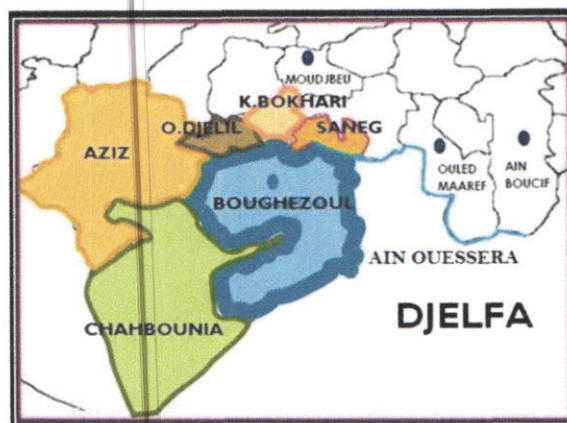 MOUDJBEU
K.BOKHARI
O.DJELIL
SANEG
AZIZ
OULED
MAAREF
AIN
BOUCIF
BOUGHEZOUL
AIN OUESSERA
DJELFA
CHAHBOUNIA